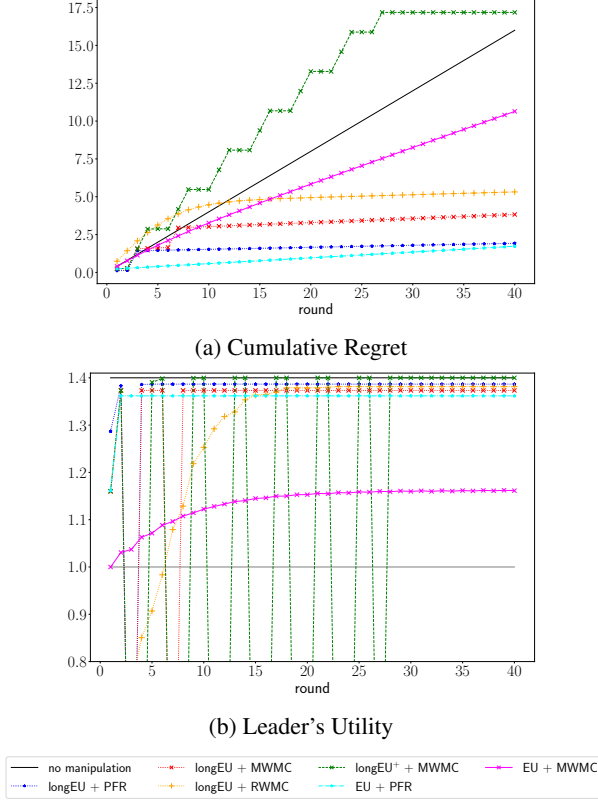 17.5
15.0
12.5
10.0
7.5
5.0
2.5
0.0
0 5 10 15 20 25 30 35 40
round
(a) Cumulative Regret
1.4
1.3
1.2
1.1
1.0
0.9
0.8
0 5 10 15 20 25 30 35 40
round
(b) Leader's Utility
no manipulation longEU + MWMC longEU⁺ + MWMC EU + MWMC
longEU + PFR longEU + RWMC EU + PFR